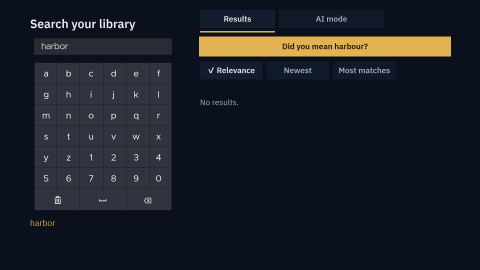 Search your library
harbor
a b c d e f
g h i j k l
m n o p q r
s t u v w x
y z 1 2 3 4
5 6 7 8 9 0
harbor
Results AI mode
Did you mean harbour?
✓ Relevance Newest Most matches
No results.